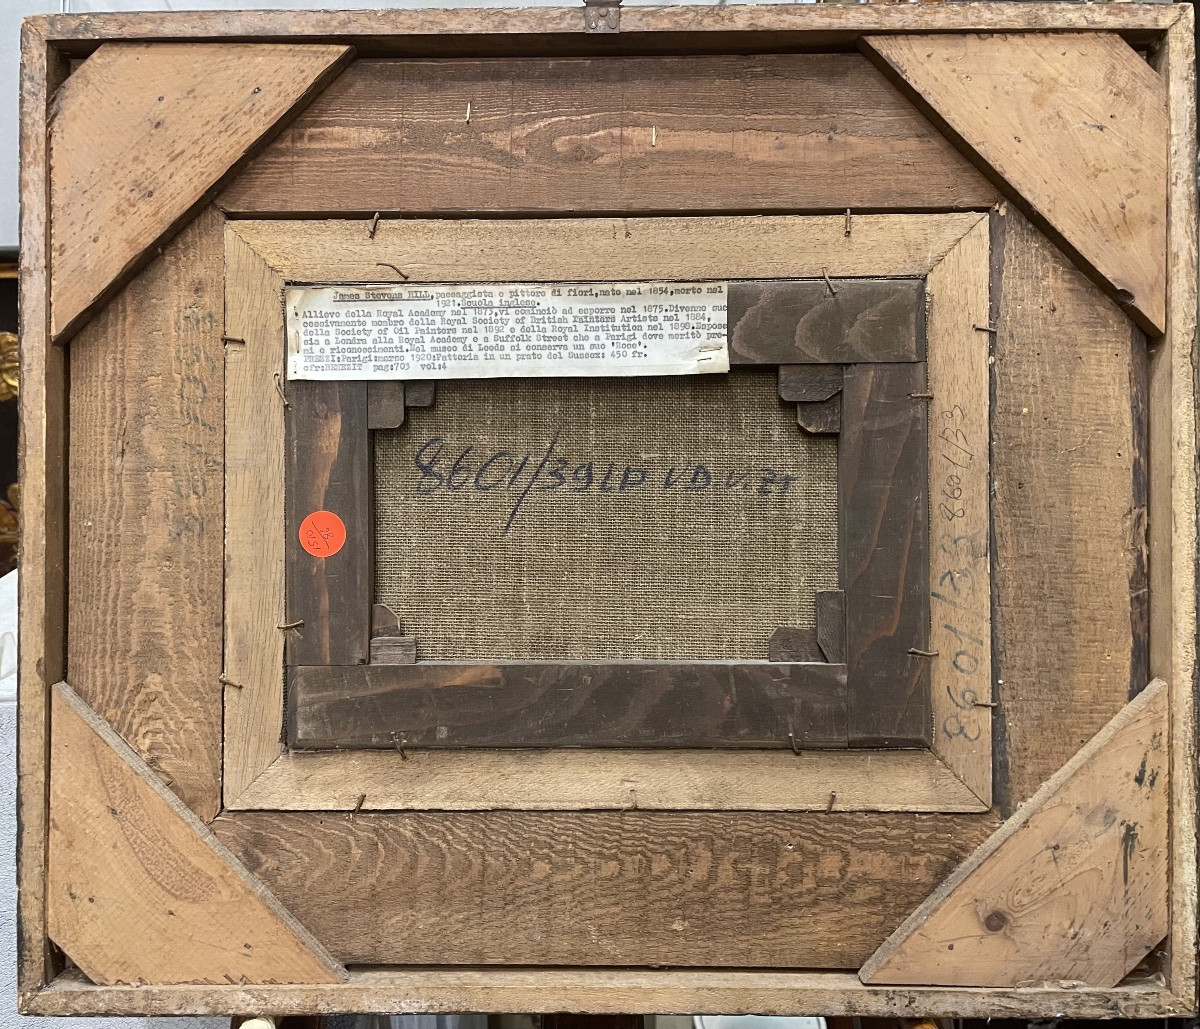 James Stevens HILL,paesaggista e pittore di fiori,nato nel 1854,morto nel
1921.Scuola inglese.
Allievo della Royal Academy nel 1873,vi cominciò ad esporre nel 1875.Divenne suc
cessivamente membro della Royal Society of British Painters Artists nel 1884,
della Society of Oil Painters nel 1892 e della Royal Institution nel 1898.Espose
sia a Londra alla Royal Academy e a Suffolk Street che a Parigi dove meritò pre-
mi e riconoscimenti.Nel museo di Leeds si conserva un suo 'Rose'.
PREZZI:Parigi:marzo 1920:Fattoria in un prato del Sussex: 450 fr.
cfr:BENEZIT pag:703 vol:4
8601/39
8601/39
8601/39